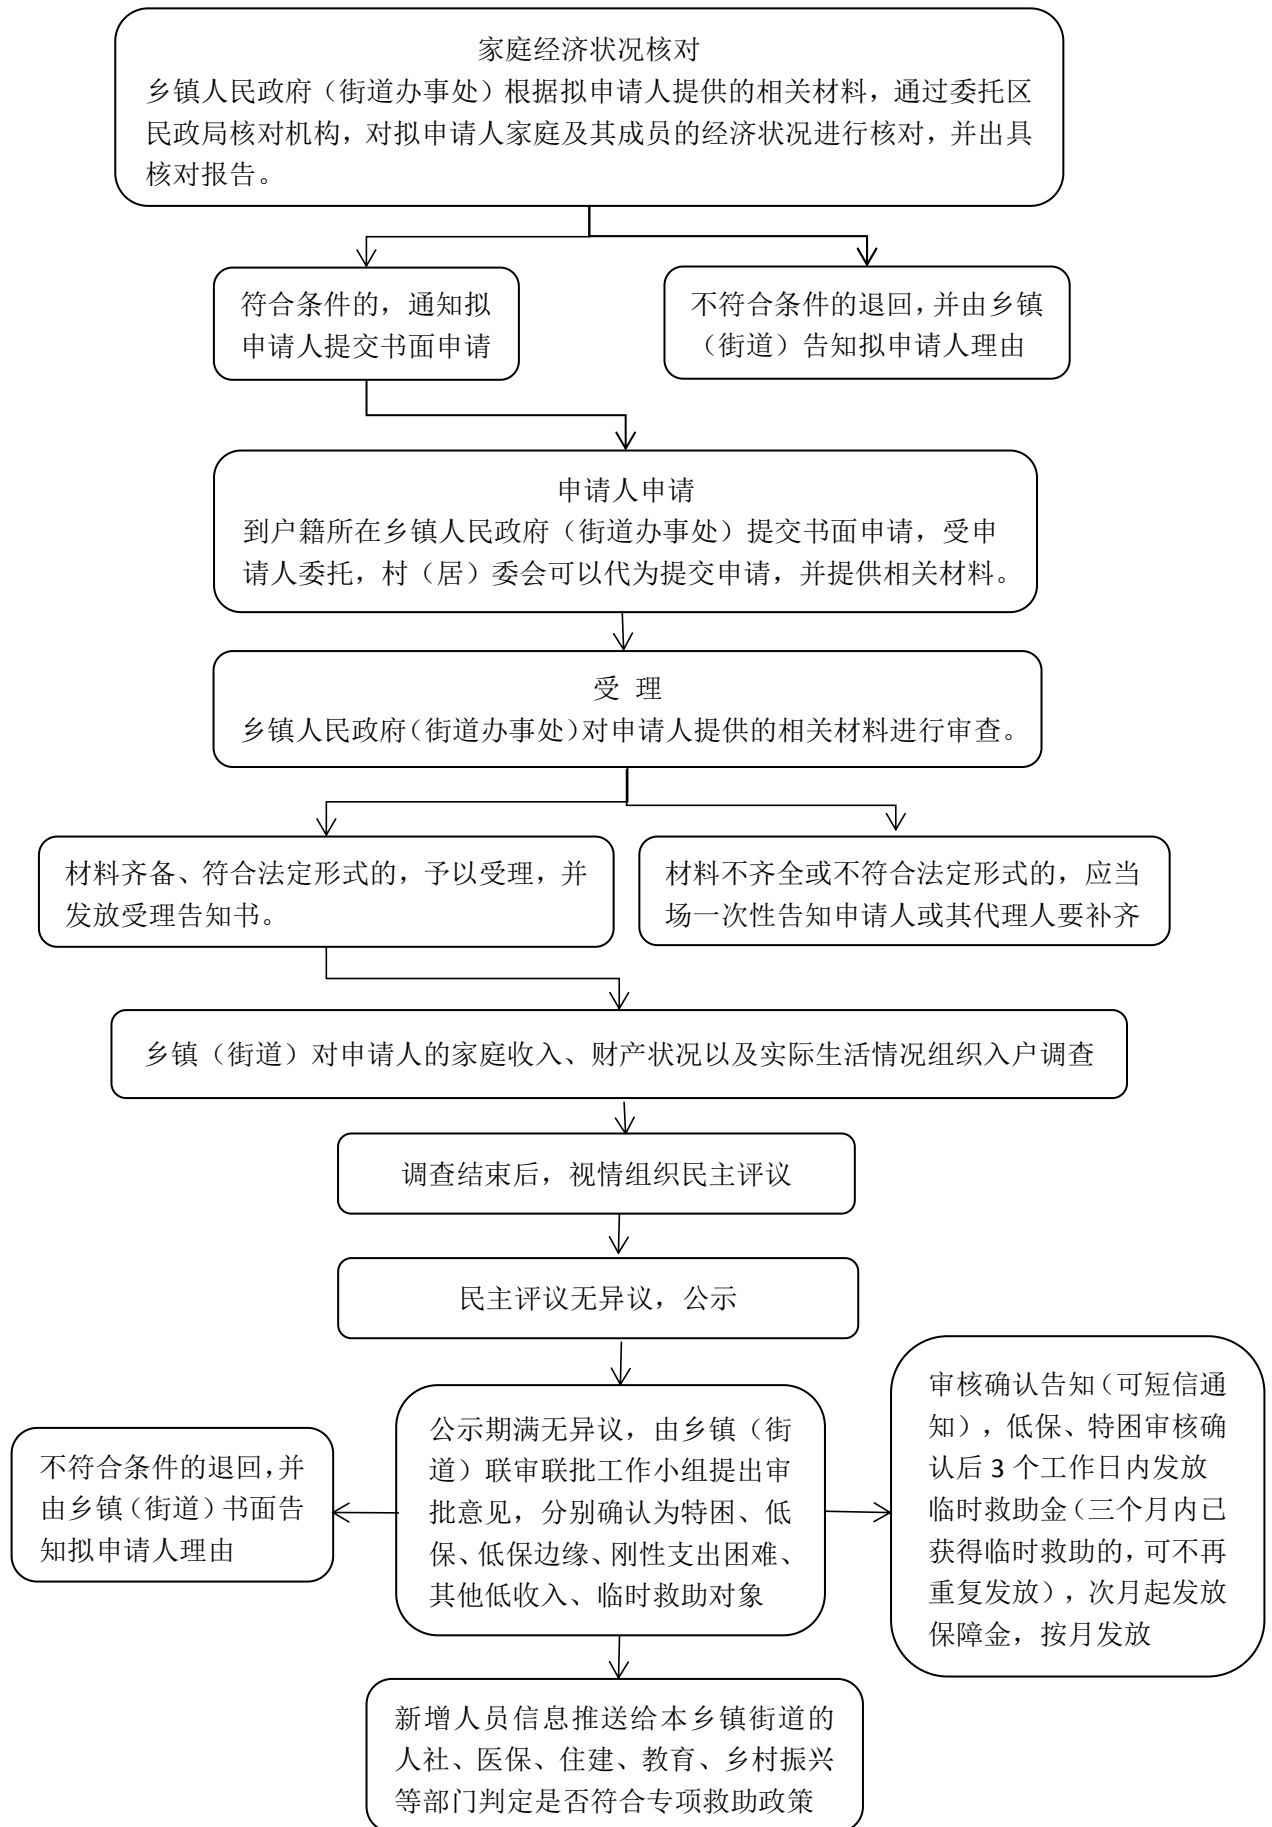 家庭经济状况核对
乡镇人民政府（街道办事处）根据拟申请人提供的相关材料，通过委托区
民政局核对机构，对拟申请人家庭及其成员的经济状况进行核对，并出具
核对报告。
符合条件的，通知拟
申请人提交书面申请
不符合条件的退回，并由乡镇
（街道）告知拟申请人理由
申请人申请
到户籍所在乡镇人民政府（街道办事处）提交书面申请，受申
请人委托，村（居）委会可以代为提交申请，并提供相关材料。
受 理
乡镇人民政府（街道办事处）对申请人提供的相关材料进行审查。
材料齐备、符合法定形式的，予以受理，并
发放受理告知书。
材料不齐全或不符合法定形式的，应当
场一次性告知申请人或其代理人要补齐
乡镇（街道）对申请人的家庭收入、财产状况以及实际生活情况组织入户调查
调查结束后，视情组织民主评议
民主评议无异议，公示
不符合条件的退回，并
由乡镇（街道）书面告
知拟申请人理由
公示期满无异议，由乡镇（街
道）联审联批工作小组提出审
批意见，分别确认为特困、低
保、低保边缘、刚性支出困难、
其他低收入、临时救助对象
审核确认告知（可短信通
知），低保、特困审核确
认后 3 个工作日内发放
临时救助金（三个月内已
获得临时救助的，可不再
重复发放），次月起发放
保障金，按月发放
新增人员信息推送给本乡镇街道的
人社、医保、住建、教育、乡村振兴
等部门判定是否符合专项救助政策